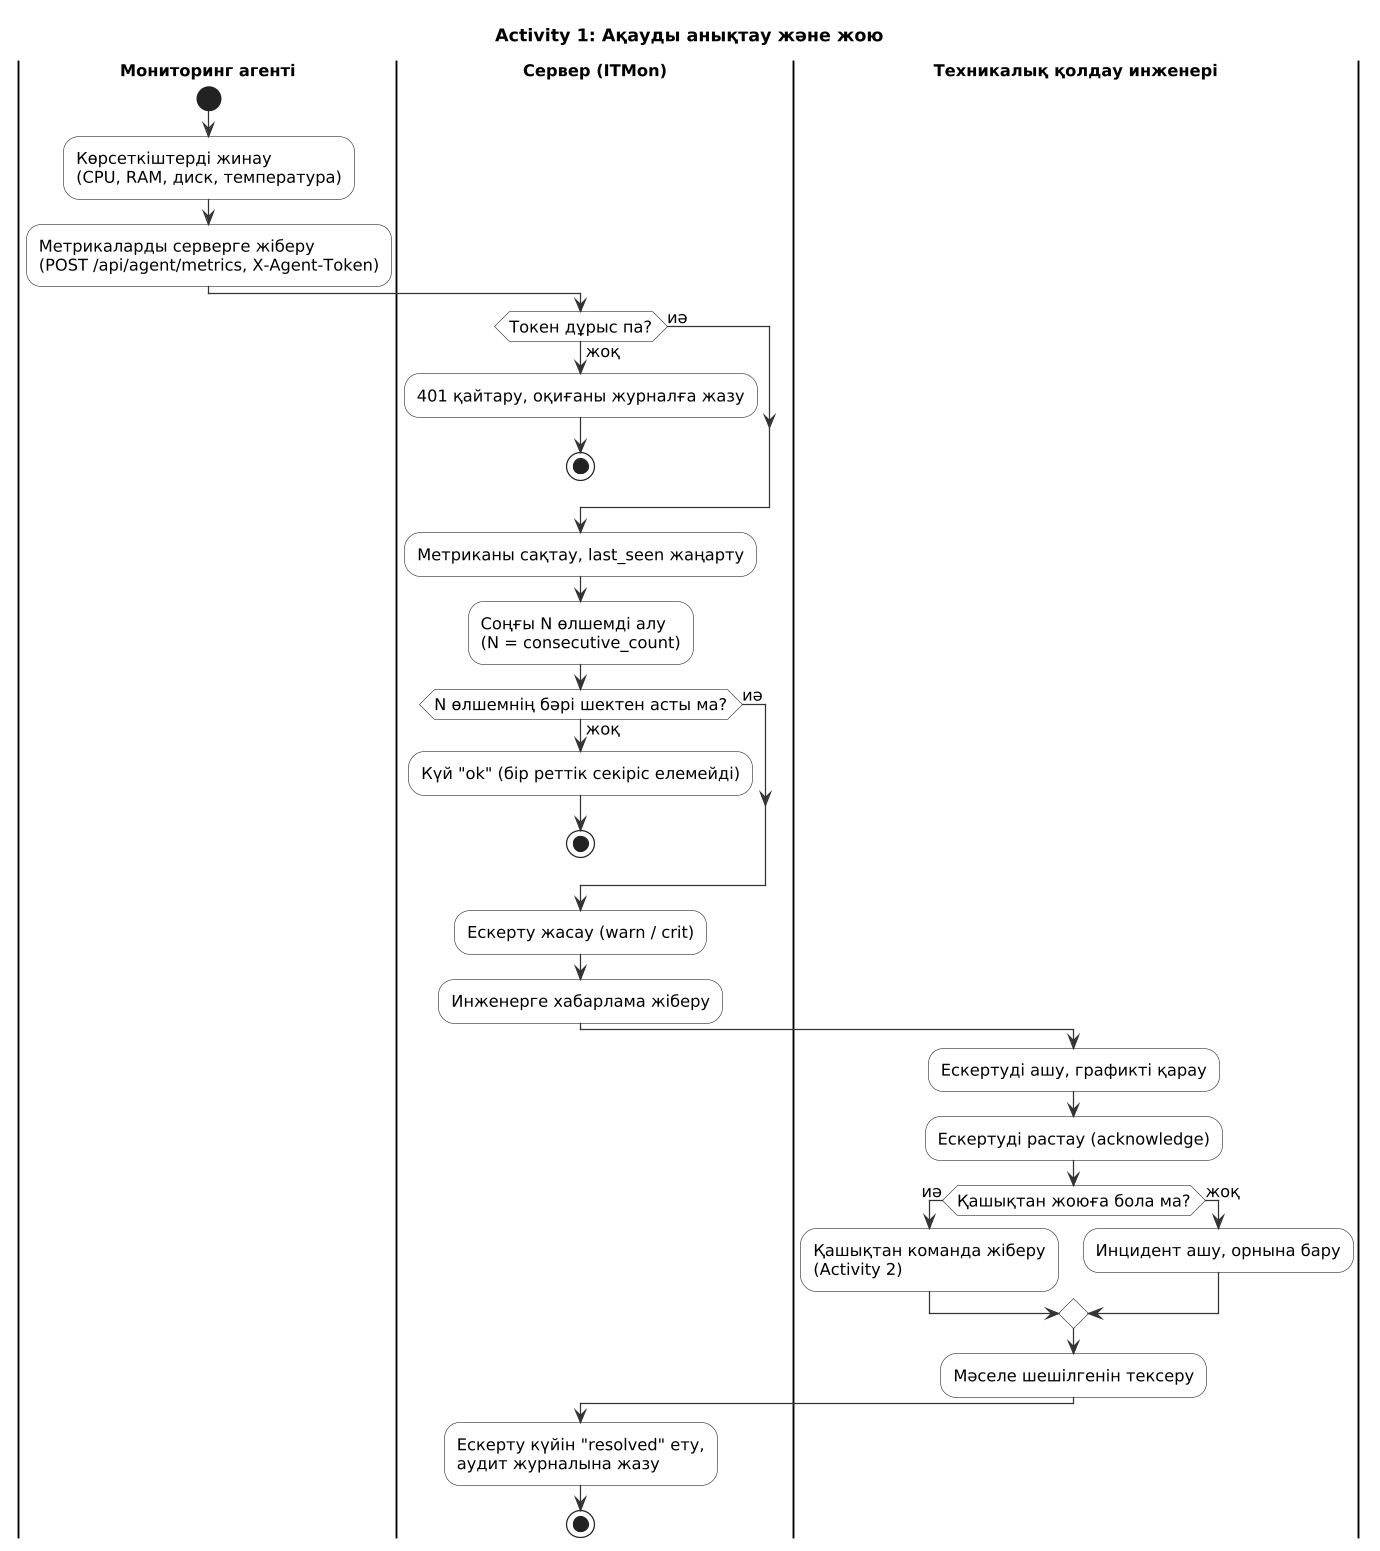 Activity 1: Ақауды анықтау және жою
Мониторинг агенті
Сервер (ITMon)
Техникалық қолдау инженері
Көрсеткіштерді жинау
(CPU, RAM, диск, температура)
Метрикаларды серверге жіберу
(POST /api/agent/metrics, X-Agent-Token)
Токен дұрыс па?
иә
жоқ
401 қайтару, оқиғаны журналға жазу
Метриканы сақтау, last_seen жаңарту
Соңғы N өлшемді алу
(N = consecutive_count)
N өлшемнің бәрі шектен асты ма?
иә
жоқ
Күй "ok" (бір реттік секіріс елемейді)
Ескерту жасау (warn / crit)
Инженерге хабарлама жіберу
Ескертуді ашу, графикті қарау
Ескертуді растау (acknowledge)
иә
Қашықтан жоюға бола ма?
жоқ
Қашықтан команда жіберу
(Activity 2)
Инцидент ашу, орнына бару
Мәселе шешілгенін тексеру
Ескерту күйін "resolved" ету,
аудит журналына жазу